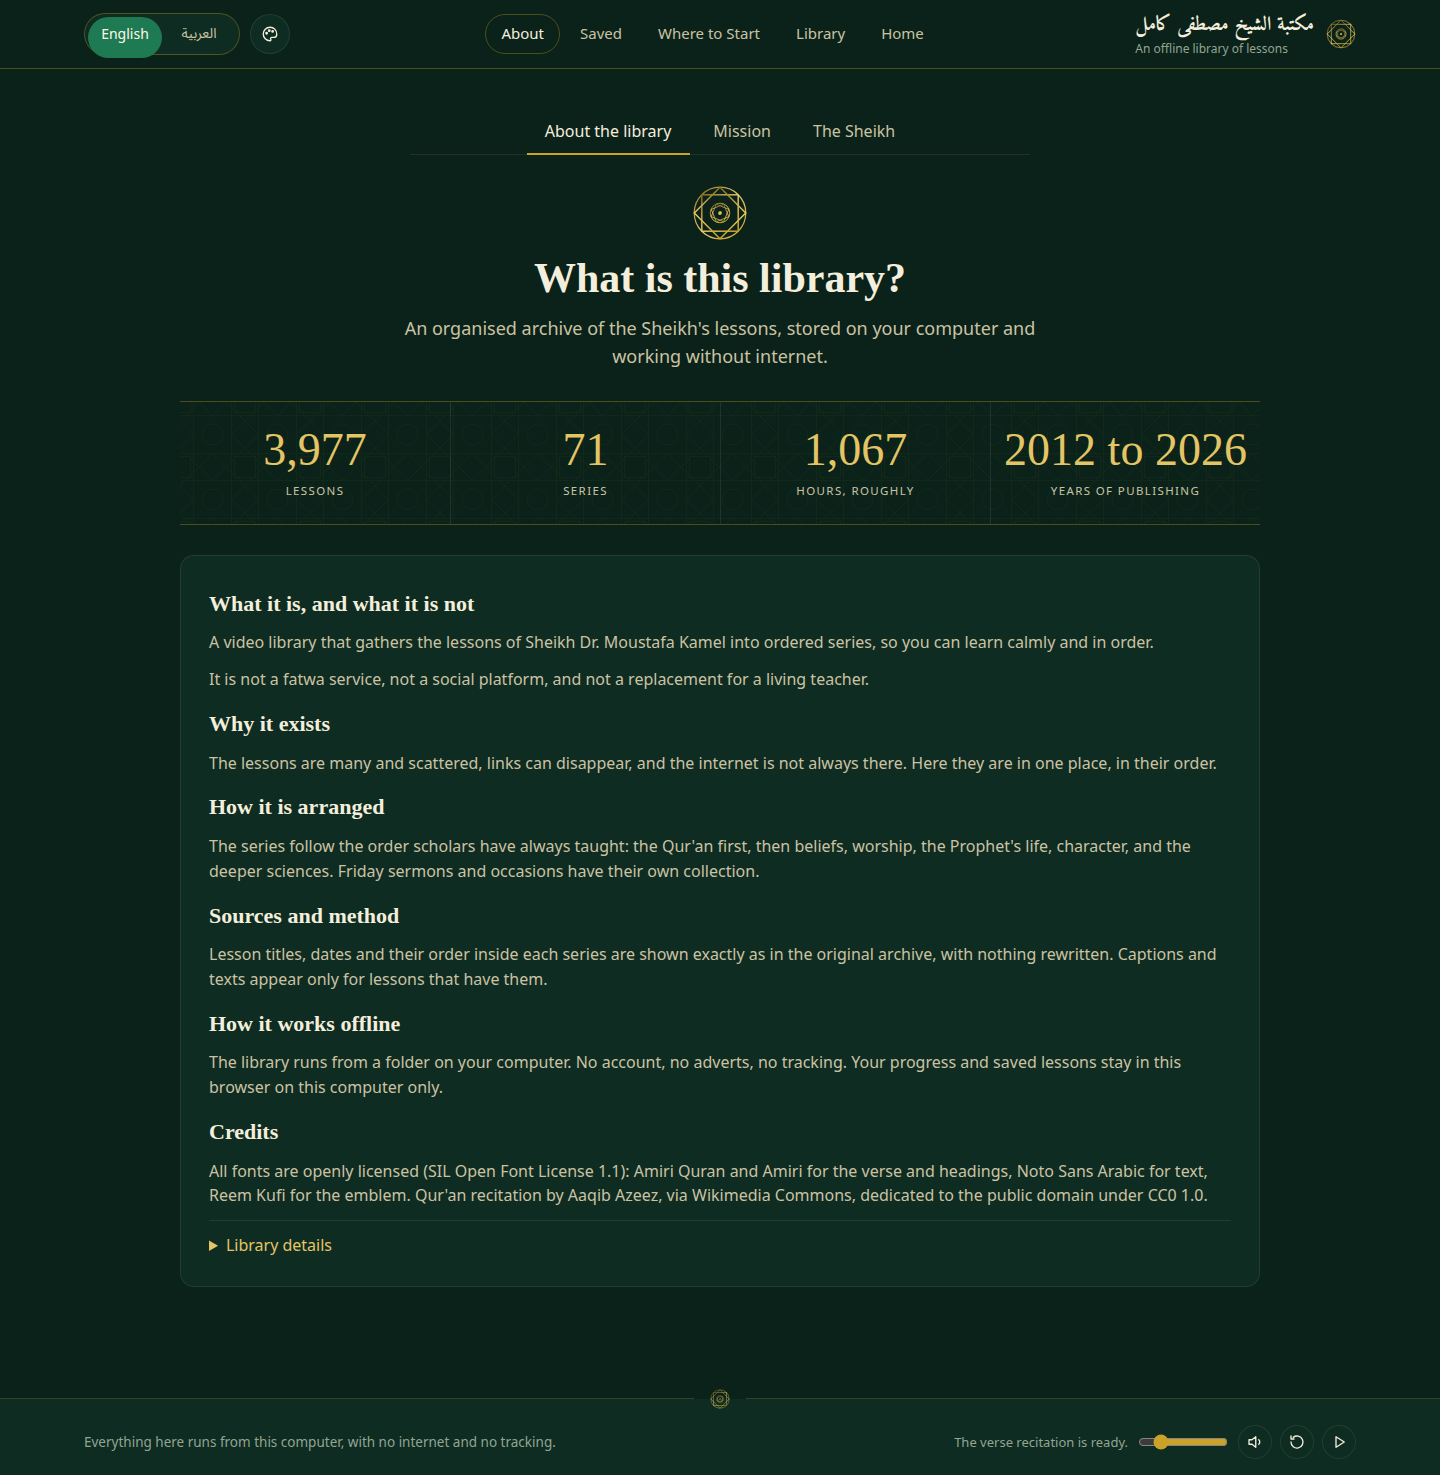 English
العربية
About
Saved
Where to Start
Library
Home
مكتبة الشيخ مصطفى كامل
An offline library of lessons
About the library
Mission
The Sheikh
What is this library?
An organised archive of the Sheikh's lessons, stored on your computer and
working without internet.
3,977
LESSONS
71
SERIES
1,067
HOURS, ROUGHLY
2012 to 2026
YEARS OF PUBLISHING
What it is, and what it is not
A video library that gathers the lessons of Sheikh Dr. Moustafa Kamel into ordered series, so you can learn calmly and in order.
It is not a fatwa service, not a social platform, and not a replacement for a living teacher.
Why it exists
The lessons are many and scattered, links can disappear, and the internet is not always there. Here they are in one place, in their order.
How it is arranged
The series follow the order scholars have always taught: the Qur'an first, then beliefs, worship, the Prophet's life, character, and the
deeper sciences. Friday sermons and occasions have their own collection.
Sources and method
Lesson titles, dates and their order inside each series are shown exactly as in the original archive, with nothing rewritten. Captions and
texts appear only for lessons that have them.
How it works offline
The library runs from a folder on your computer. No account, no adverts, no tracking. Your progress and saved lessons stay in this
browser on this computer only.
Credits
All fonts are openly licensed (SIL Open Font License 1.1): Amiri Quran and Amiri for the verse and headings, Noto Sans Arabic for text,
Reem Kufi for the emblem. Qur'an recitation by Aaqib Azeez, via Wikimedia Commons, dedicated to the public domain under CC0 1.0.
Library details
Everything here runs from this computer, with no internet and no tracking.
The verse recitation is ready.